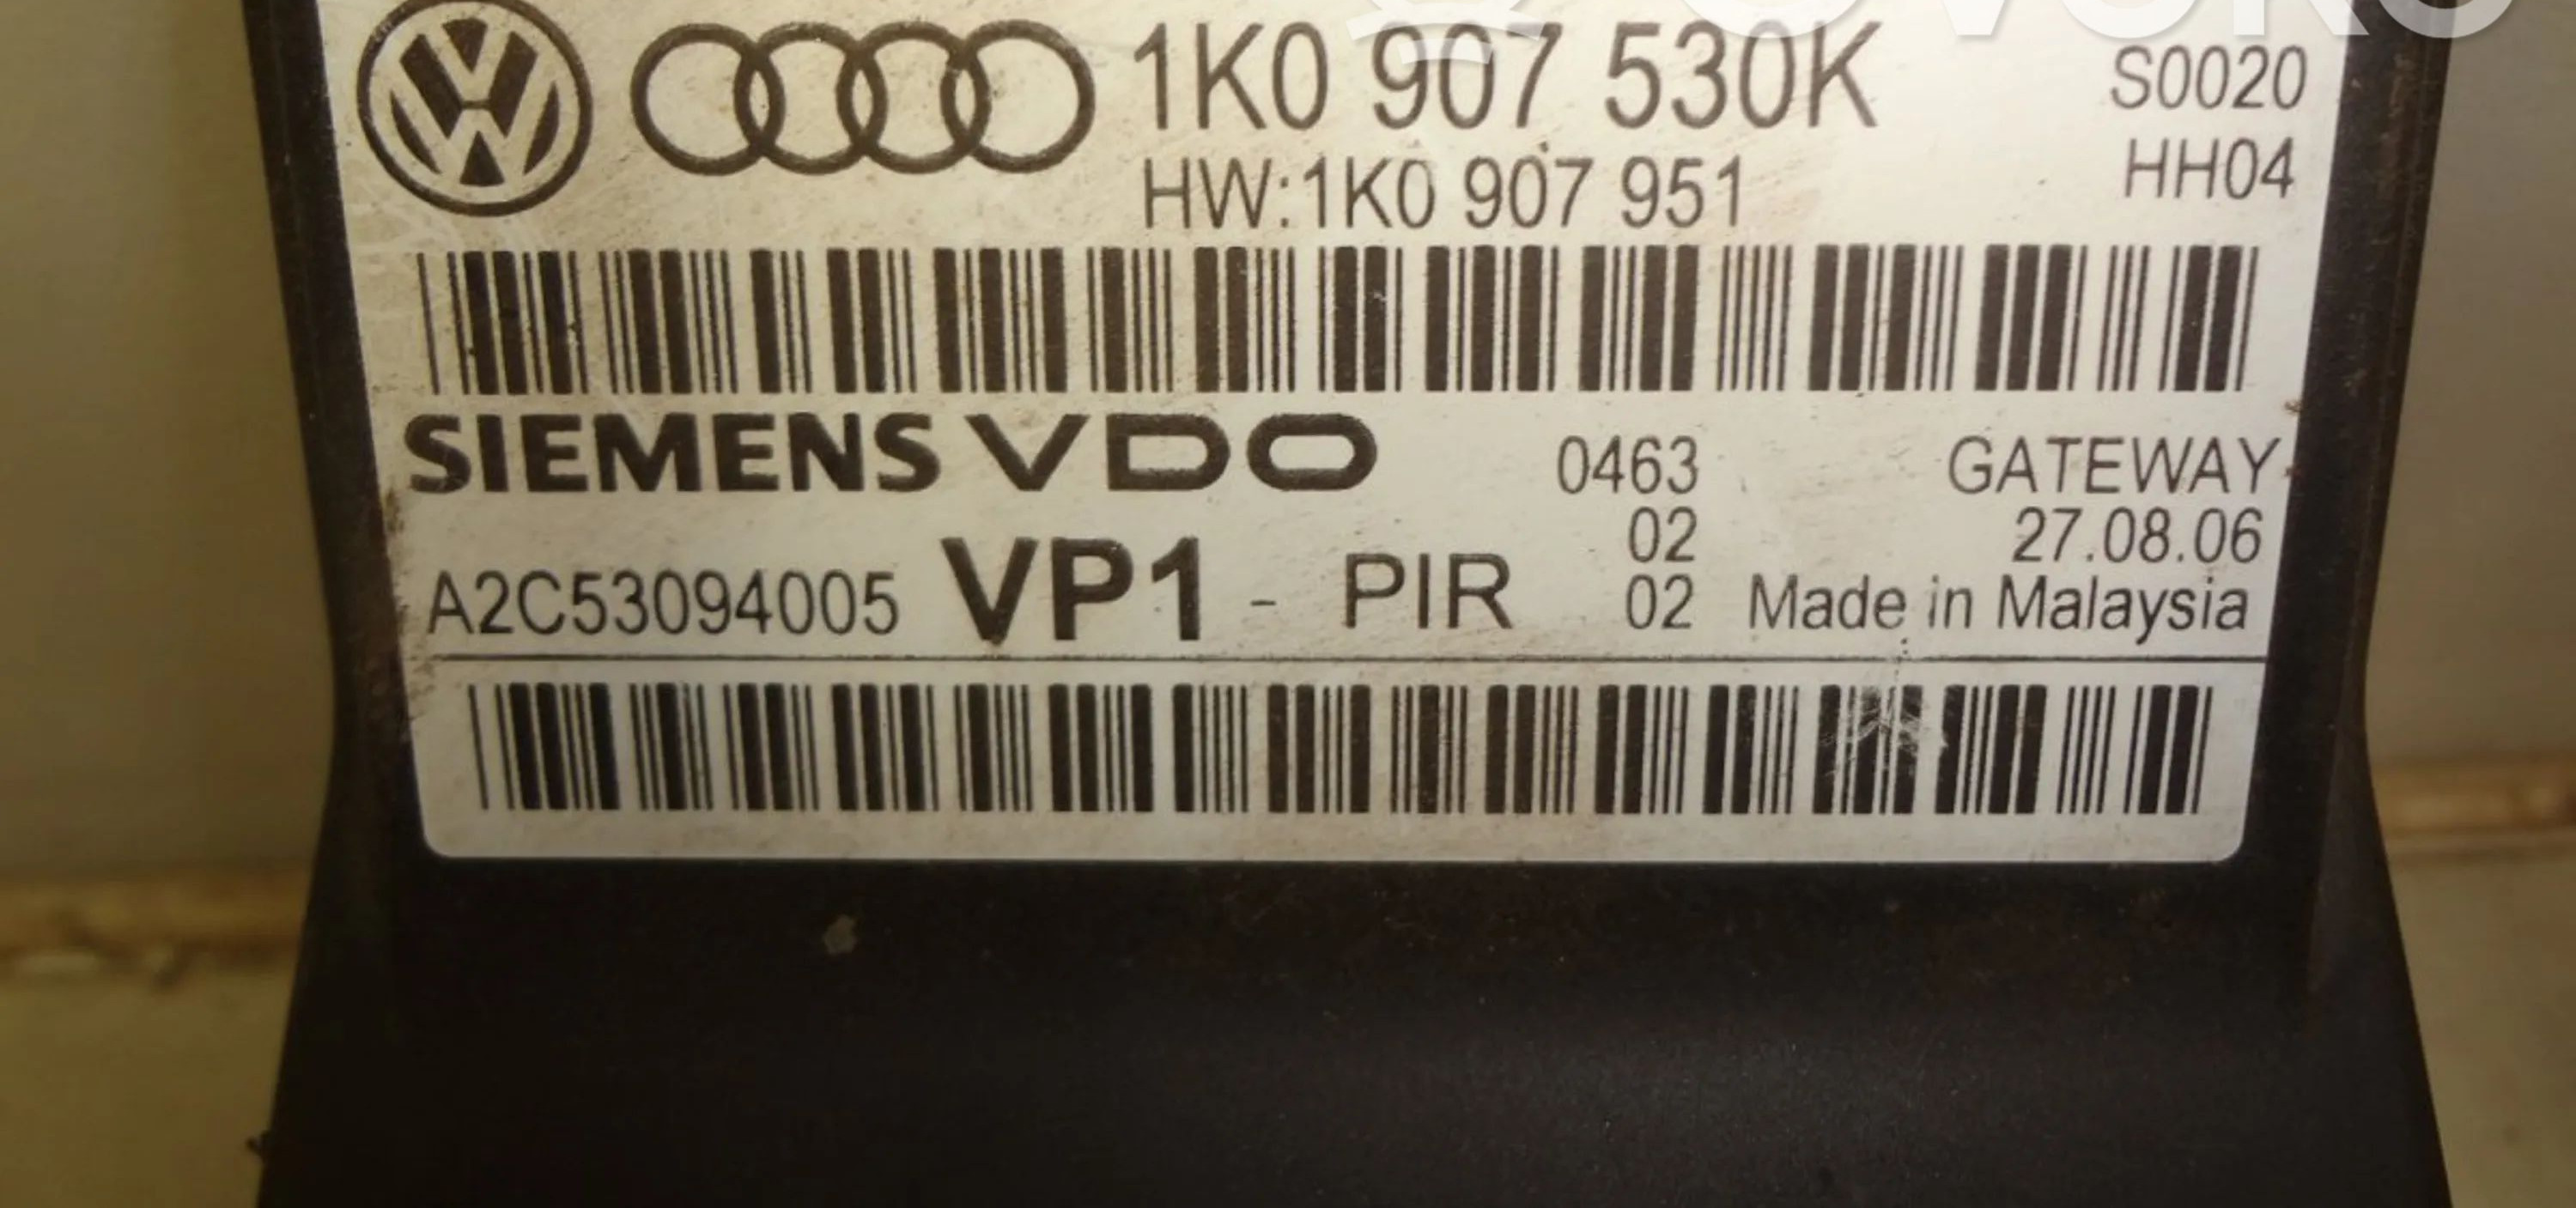 1K0 907 530K S0020
HW:1K0 907 951 HH04
SIEMENS VDO 0463 GATEWAY
02 27.08.06
A2C53094005 VP1 - PIR 02 Made in Malaysia